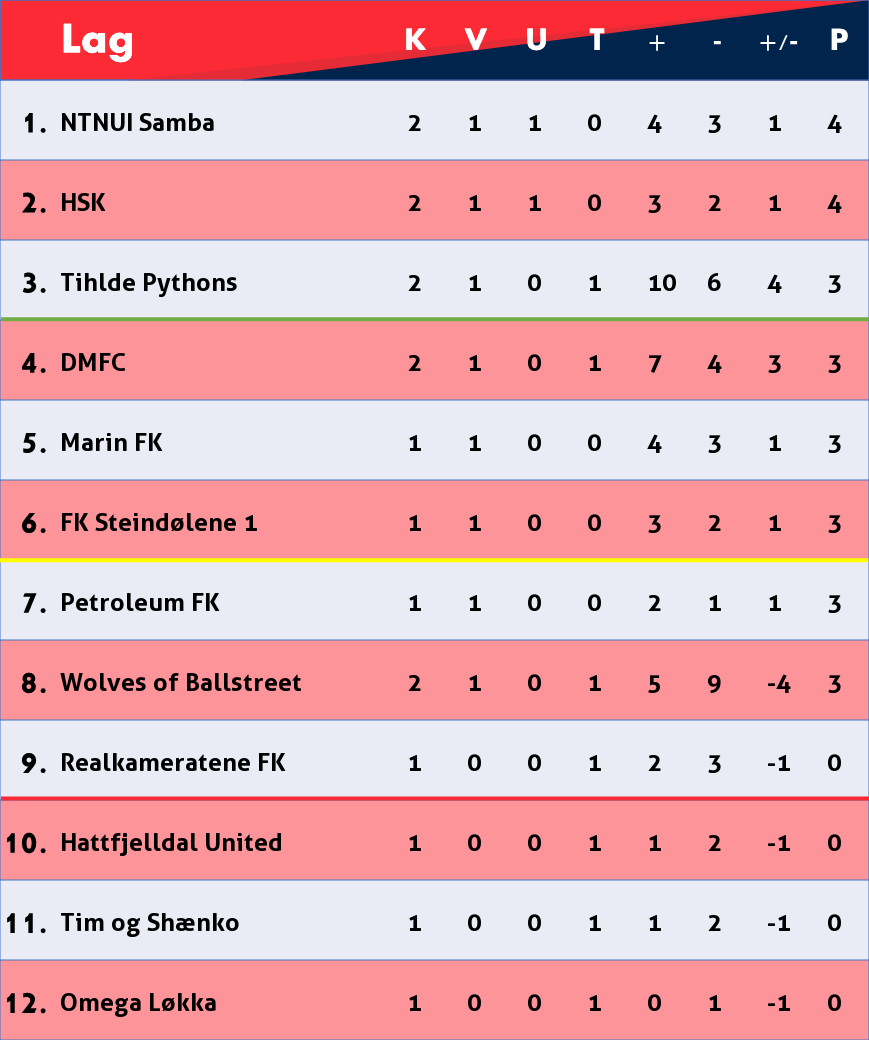 Lag K V U T + - +/- P
1. NTNUI Samba 2 1 1 0 4 3 1 4
2. HSK 2 1 1 0 3 2 1 4
3. Tihlde Pythons 2 1 0 1 10 6 4 3
4. DMFC 2 1 0 1 7 4 3 3
5. Marin FK 1 1 0 0 4 3 1 3
6. FK Steindølene 1 1 1 0 0 3 2 1 3
7. Petroleum FK 1 1 0 0 2 1 1 3
8. Wolves of Ballstreet 2 1 0 1 5 9 -4 3
9. Realkameratene FK 1 0 0 1 2 3 -1 0
10. Hattfjelldal United 1 0 0 1 1 2 -1 0
11. Tim og Shænko 1 0 0 1 1 2 -1 0
12. Omega Løkka 1 0 0 1 0 1 -1 0